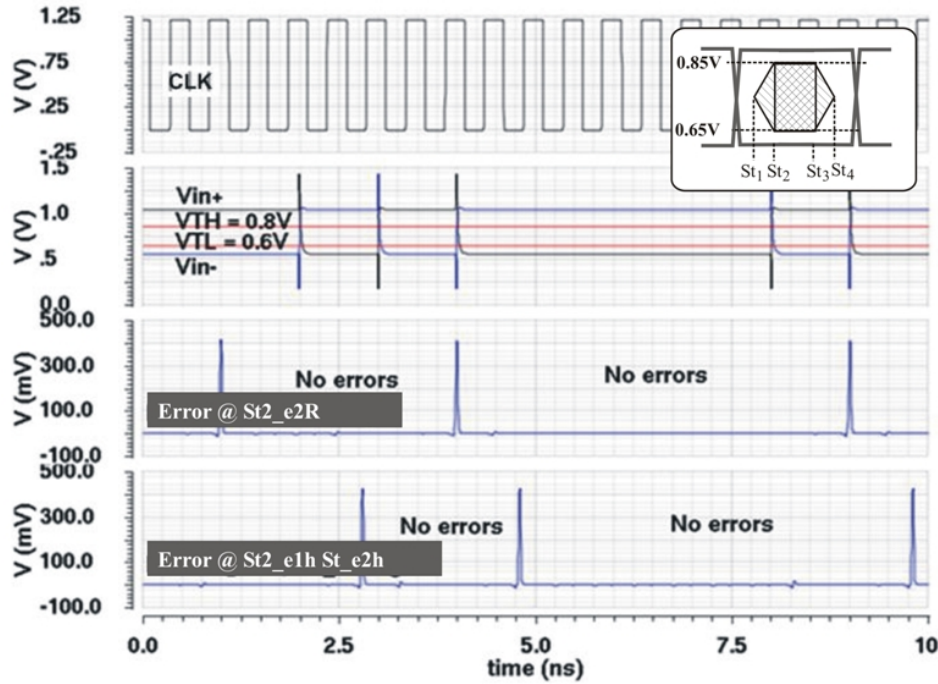 1.25
.75
.25
-.25
V (V)
CLK
0.85V
0.65V
St1 St2 St3 St4
1.5
1.0
.5
0.0
V (V)
Vin+
VTH = 0.8V
VTL = 0.6V
Vin-
500.0
300.0
100.0
-100.0
V (mV)
No errors
No errors
Error @ St2_e2R
500.0
300.0
100.0
-100.0
V (mV)
No errors
No errors
Error @ St2_e1h St_e2h
0.0 2.5 5.0 7.5 10
time (ns)